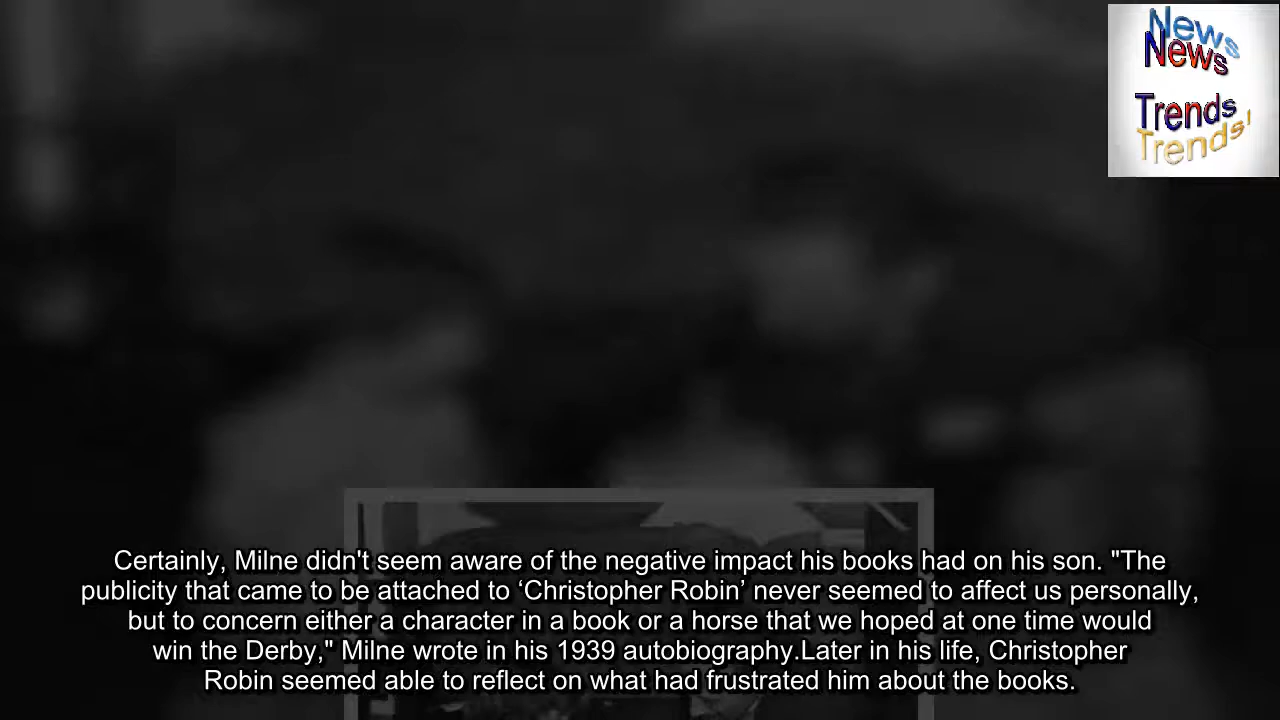 News
News
Trends
Trends!
Certainly, Milne didn't seem aware of the negative impact his books had on his son. "The
publicity that came to be attached to ‘Christopher Robin’ never seemed to affect us personally,
but to concern either a character in a book or a horse that we hoped at one time would
win the Derby," Milne wrote in his 1939 autobiography.Later in his life, Christopher
Robin seemed able to reflect on what had frustrated him about the books.